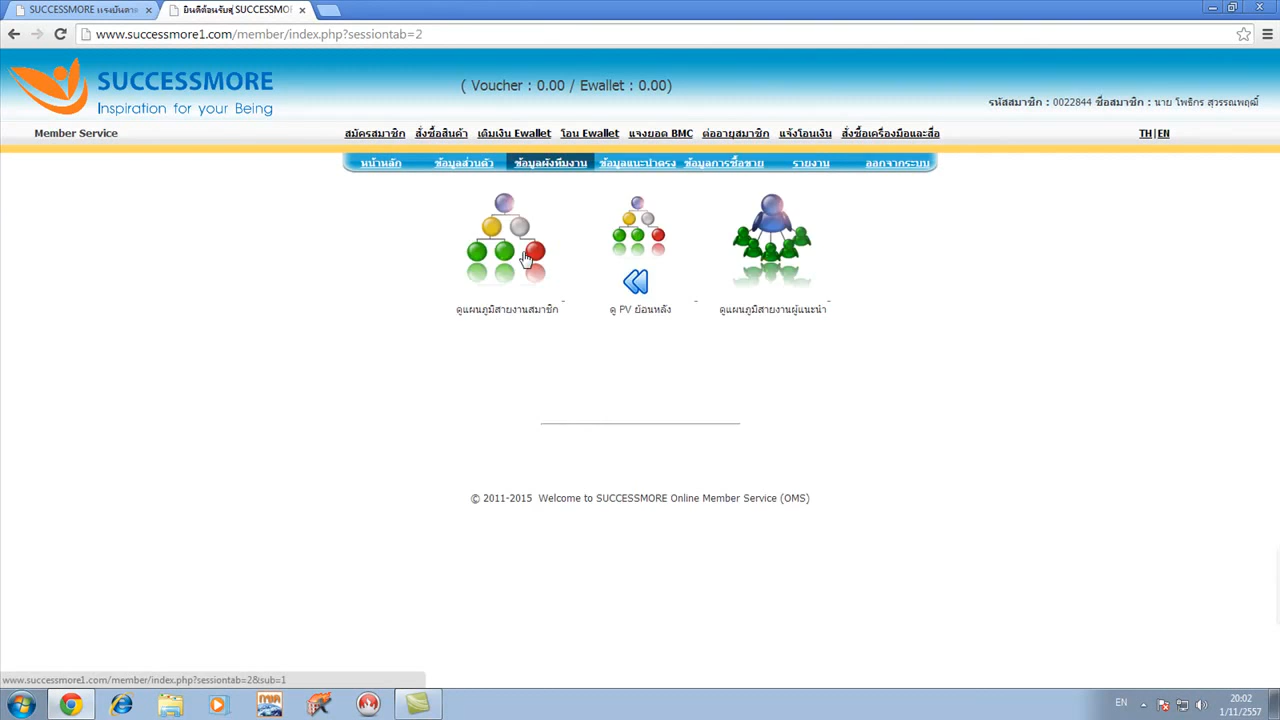 SUCCESSMORE แรงบันดาล
ยินดีต้อนรับสู่ SUCCESSMO
www.successmore1.com/member/index.php?sessiontab=2
SUCCESSMORE
Inspiration for your Being
( Voucher : 0.00 / Ewallet : 0.00)
รหัสมาชิก : 0022844 ชื่อสมาชิก : นาย โพธิกร สุวรรณพฤฒิ์
Member Service
สมัครสมาชิก สั่งซื้อสินค้า เติมเงิน Ewallet โอน Ewallet แจงยอด BMC ต่ออายุสมาชิก แจ้งโอนเงิน สั่งซื้อเครื่องมือและสื่อ
TH|EN
หน้าหลัก ข้อมูลส่วนตัว ข้อมูลผังทีมงาน ข้อมูลแนะนำตรง ข้อมูลการซื้อขาย รายงาน ออกจากระบบ
ดูแผนภูมิสายงานสมาชิก ดู PV ย้อนหลัง ดูแผนภูมิสายงานผู้แนะนำ
© 2011-2015 Welcome to SUCCESSMORE Online Member Service (OMS)
www.successmore1.com/member/index.php?sessiontab=2&sub=1
EN
20:02
1/11/2557